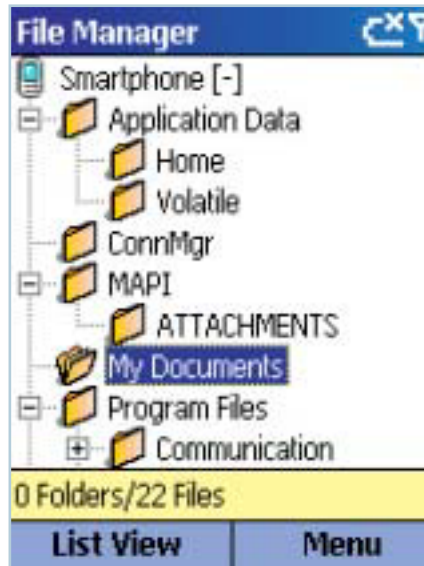 File Manager
Smartphone [-]
Application Data
Home
Volatile
ConnMgr
MAPI
ATTACHMENTS
My Documents
Program Files
Communication
0 Folders/22 Files
List View Menu